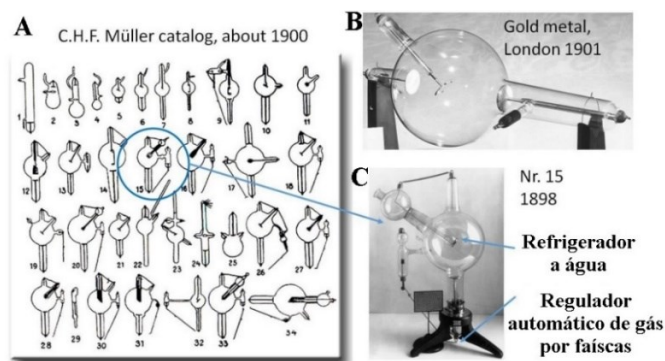 A
C.H.F. Müller catalog, about 1900
1
2
3
4
5
6
7
8
9
10
11
12
13
14
15
16
17
18
19
20
21
22
23
24
25
26
27
28
29
30
31
32
33
34
B
Gold metal,
London 1901
C
Nr. 15
1898
Refrigerador
a água
Regulador
automático de gás
por faíscas